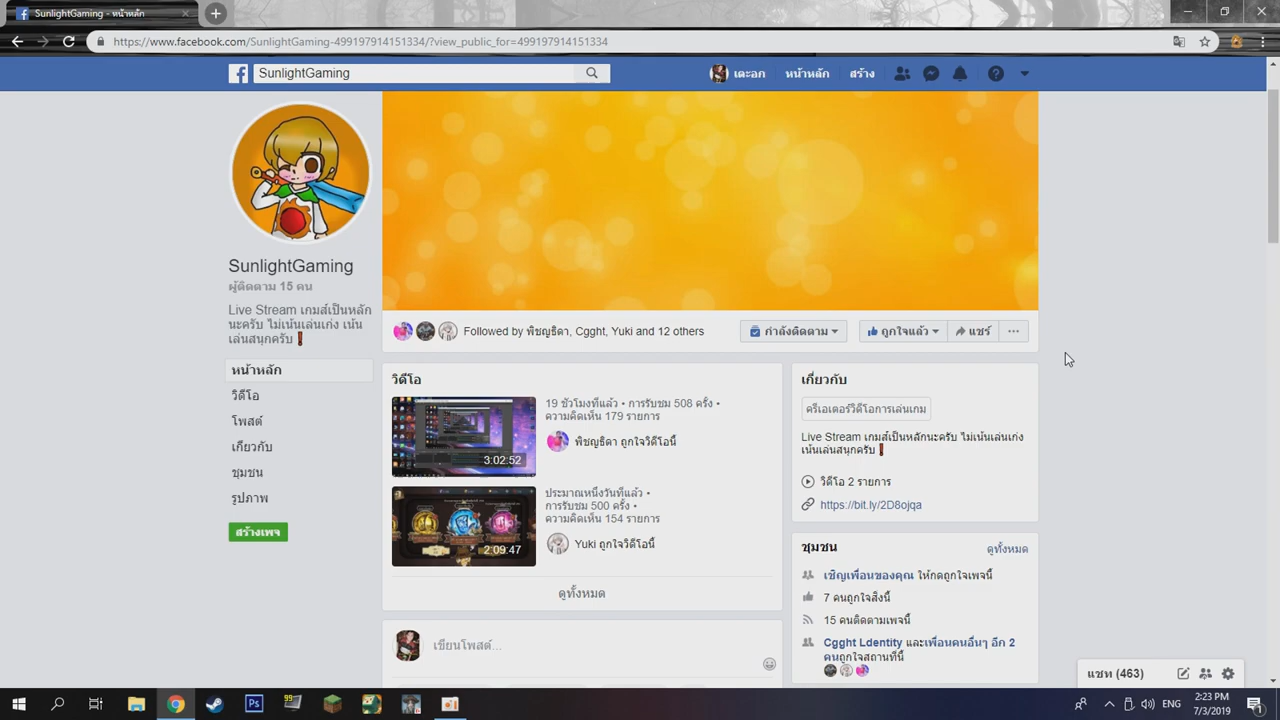 SunlightGaming - หน้าหลัก
https://www.facebook.com/SunlightGaming-499197914151334/?view_public_for=499197914151334
SunlightGaming
เตะอก
หน้าหลัก
สร้าง
SunlightGaming
ผู้ติดตาม 15 คน
Live Stream เกมส์เป็นหลัก
นะครับ ไม่เน้นเล่นเก่ง เน้น
เล่นสนุกครับ❗
หน้าหลัก
วิดีโอ
โพสต์
เกี่ยวกับ
ชุมชน
รูปภาพ
สร้างเพจ
Followed by พิชญธิดา, Cgght, Yuki and 12 others
กำลังติดตาม
ถูกใจแล้ว
แชร์
วิดีโอ
3:02:52
19 ชั่วโมงที่แล้ว • การรับชม 508 ครั้ง •
ความคิดเห็น 179 รายการ
พิชญธิดา ถูกใจวิดีโอนี้
2:09:47
ประมาณหนึ่งวันที่แล้ว •
การรับชม 500 ครั้ง •
ความคิดเห็น 154 รายการ
Yuki ถูกใจวิดีโอนี้
ดูทั้งหมด
เขียนโพสต์...
เกี่ยวกับ
ครีเอเตอร์วิดีโอการเล่นเกม
Live Stream เกมส์เป็นหลักนะครับ ไม่เน้นเล่นเก่ง
เน้นเล่นสนุกครับ❗
วิดีโอ 2 รายการ
https://bit.ly/2D8ojqa
ชุมชน
ดูทั้งหมด
เชิญเพื่อนของคุณ ให้กดถูกใจเพจนี้
7 คนถูกใจสิ่งนี้
15 คนติดตามเพจนี้
Cgght Ldentity และเพื่อนคนอื่นๆ อีก 2
คนถูกใจสถานที่นี้
แชท (463)
Ps
99
ENG
2:23 PM
7/3/2019
1